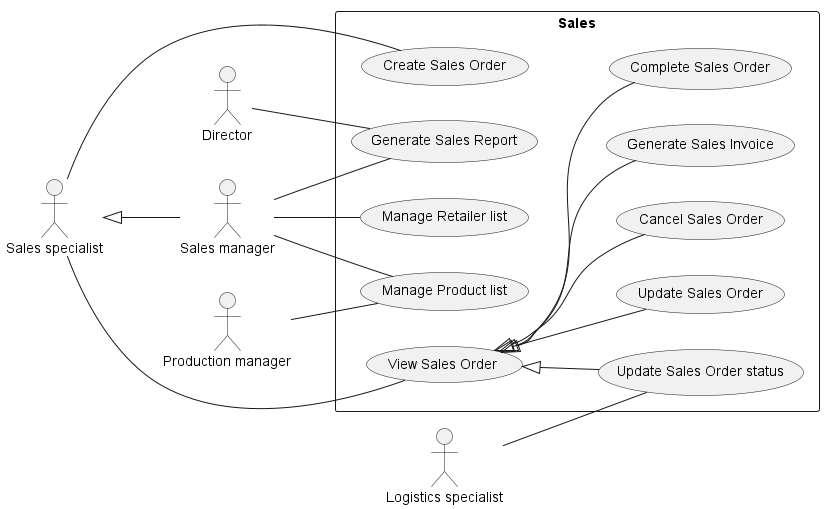 Sales
Create Sales Order
Complete Sales Order
Director
Generate Sales Report
Generate Sales Invoice
Sales specialist
Sales manager
Manage Retailer list
Cancel Sales Order
Manage Product list
Update Sales Order
Production manager
View Sales Order
Update Sales Order status
Logistics specialist